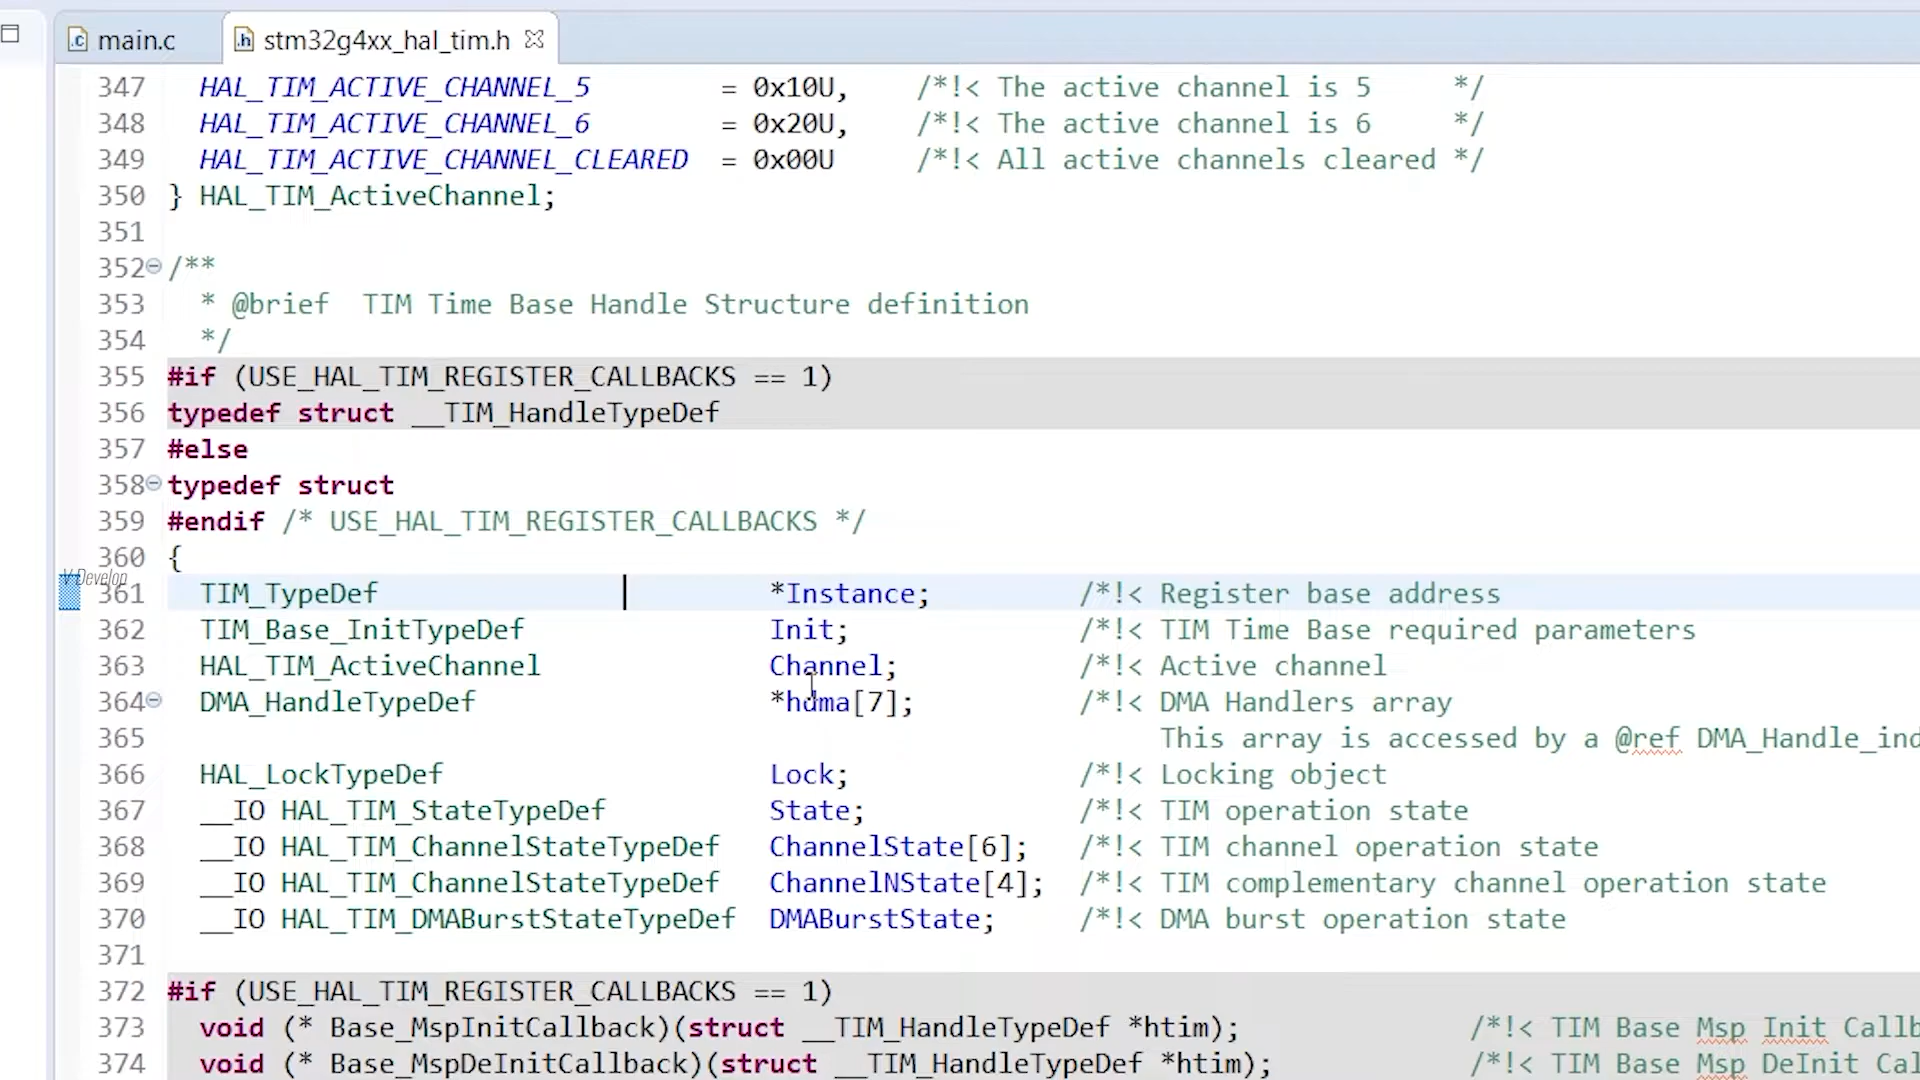 main.c
stm32g4xx_hal_tim.h
347 HAL_TIM_ACTIVE_CHANNEL_5 = 0x10U, /*!< The active channel is 5 */
348 HAL_TIM_ACTIVE_CHANNEL_6 = 0x20U, /*!< The active channel is 6 */
349 HAL_TIM_ACTIVE_CHANNEL_CLEARED = 0x00U /*!< All active channels cleared */
350 } HAL_TIM_ActiveChannel;
351
352 /**
353 * @brief TIM Time Base Handle Structure definition
354 */
355 #if (USE_HAL_TIM_REGISTER_CALLBACKS == 1)
356 typedef struct __TIM_HandleTypeDef
357 #else
358 typedef struct
359 #endif /* USE_HAL_TIM_REGISTER_CALLBACKS */
360 {
V Develop
361 TIM_TypeDef *Instance; /*!< Register base address
362 TIM_Base_InitTypeDef Init; /*!< TIM Time Base required parameters
363 HAL_TIM_ActiveChannel Channel; /*!< Active channel
364 DMA_HandleTypeDef *hdma[7]; /*!< DMA Handlers array
365 This array is accessed by a @ref DMA_Handle_ind
366 HAL_LockTypeDef Lock; /*!< Locking object
367 __IO HAL_TIM_StateTypeDef State; /*!< TIM operation state
368 __IO HAL_TIM_ChannelStateTypeDef ChannelState[6]; /*!< TIM channel operation state
369 __IO HAL_TIM_ChannelStateTypeDef ChannelNState[4]; /*!< TIM complementary channel operation state
370 __IO HAL_TIM_DMABurstStateTypeDef DMABurstState; /*!< DMA burst operation state
371
372 #if (USE_HAL_TIM_REGISTER_CALLBACKS == 1)
373 void (* Base_MspInitCallback)(struct __TIM_HandleTypeDef *htim); /*!< TIM Base Msp Init Callb
374 void (* Base_MspDeInitCallback)(struct __TIM_HandleTypeDef *htim); /*!< TIM Base Msp DeInit Cal